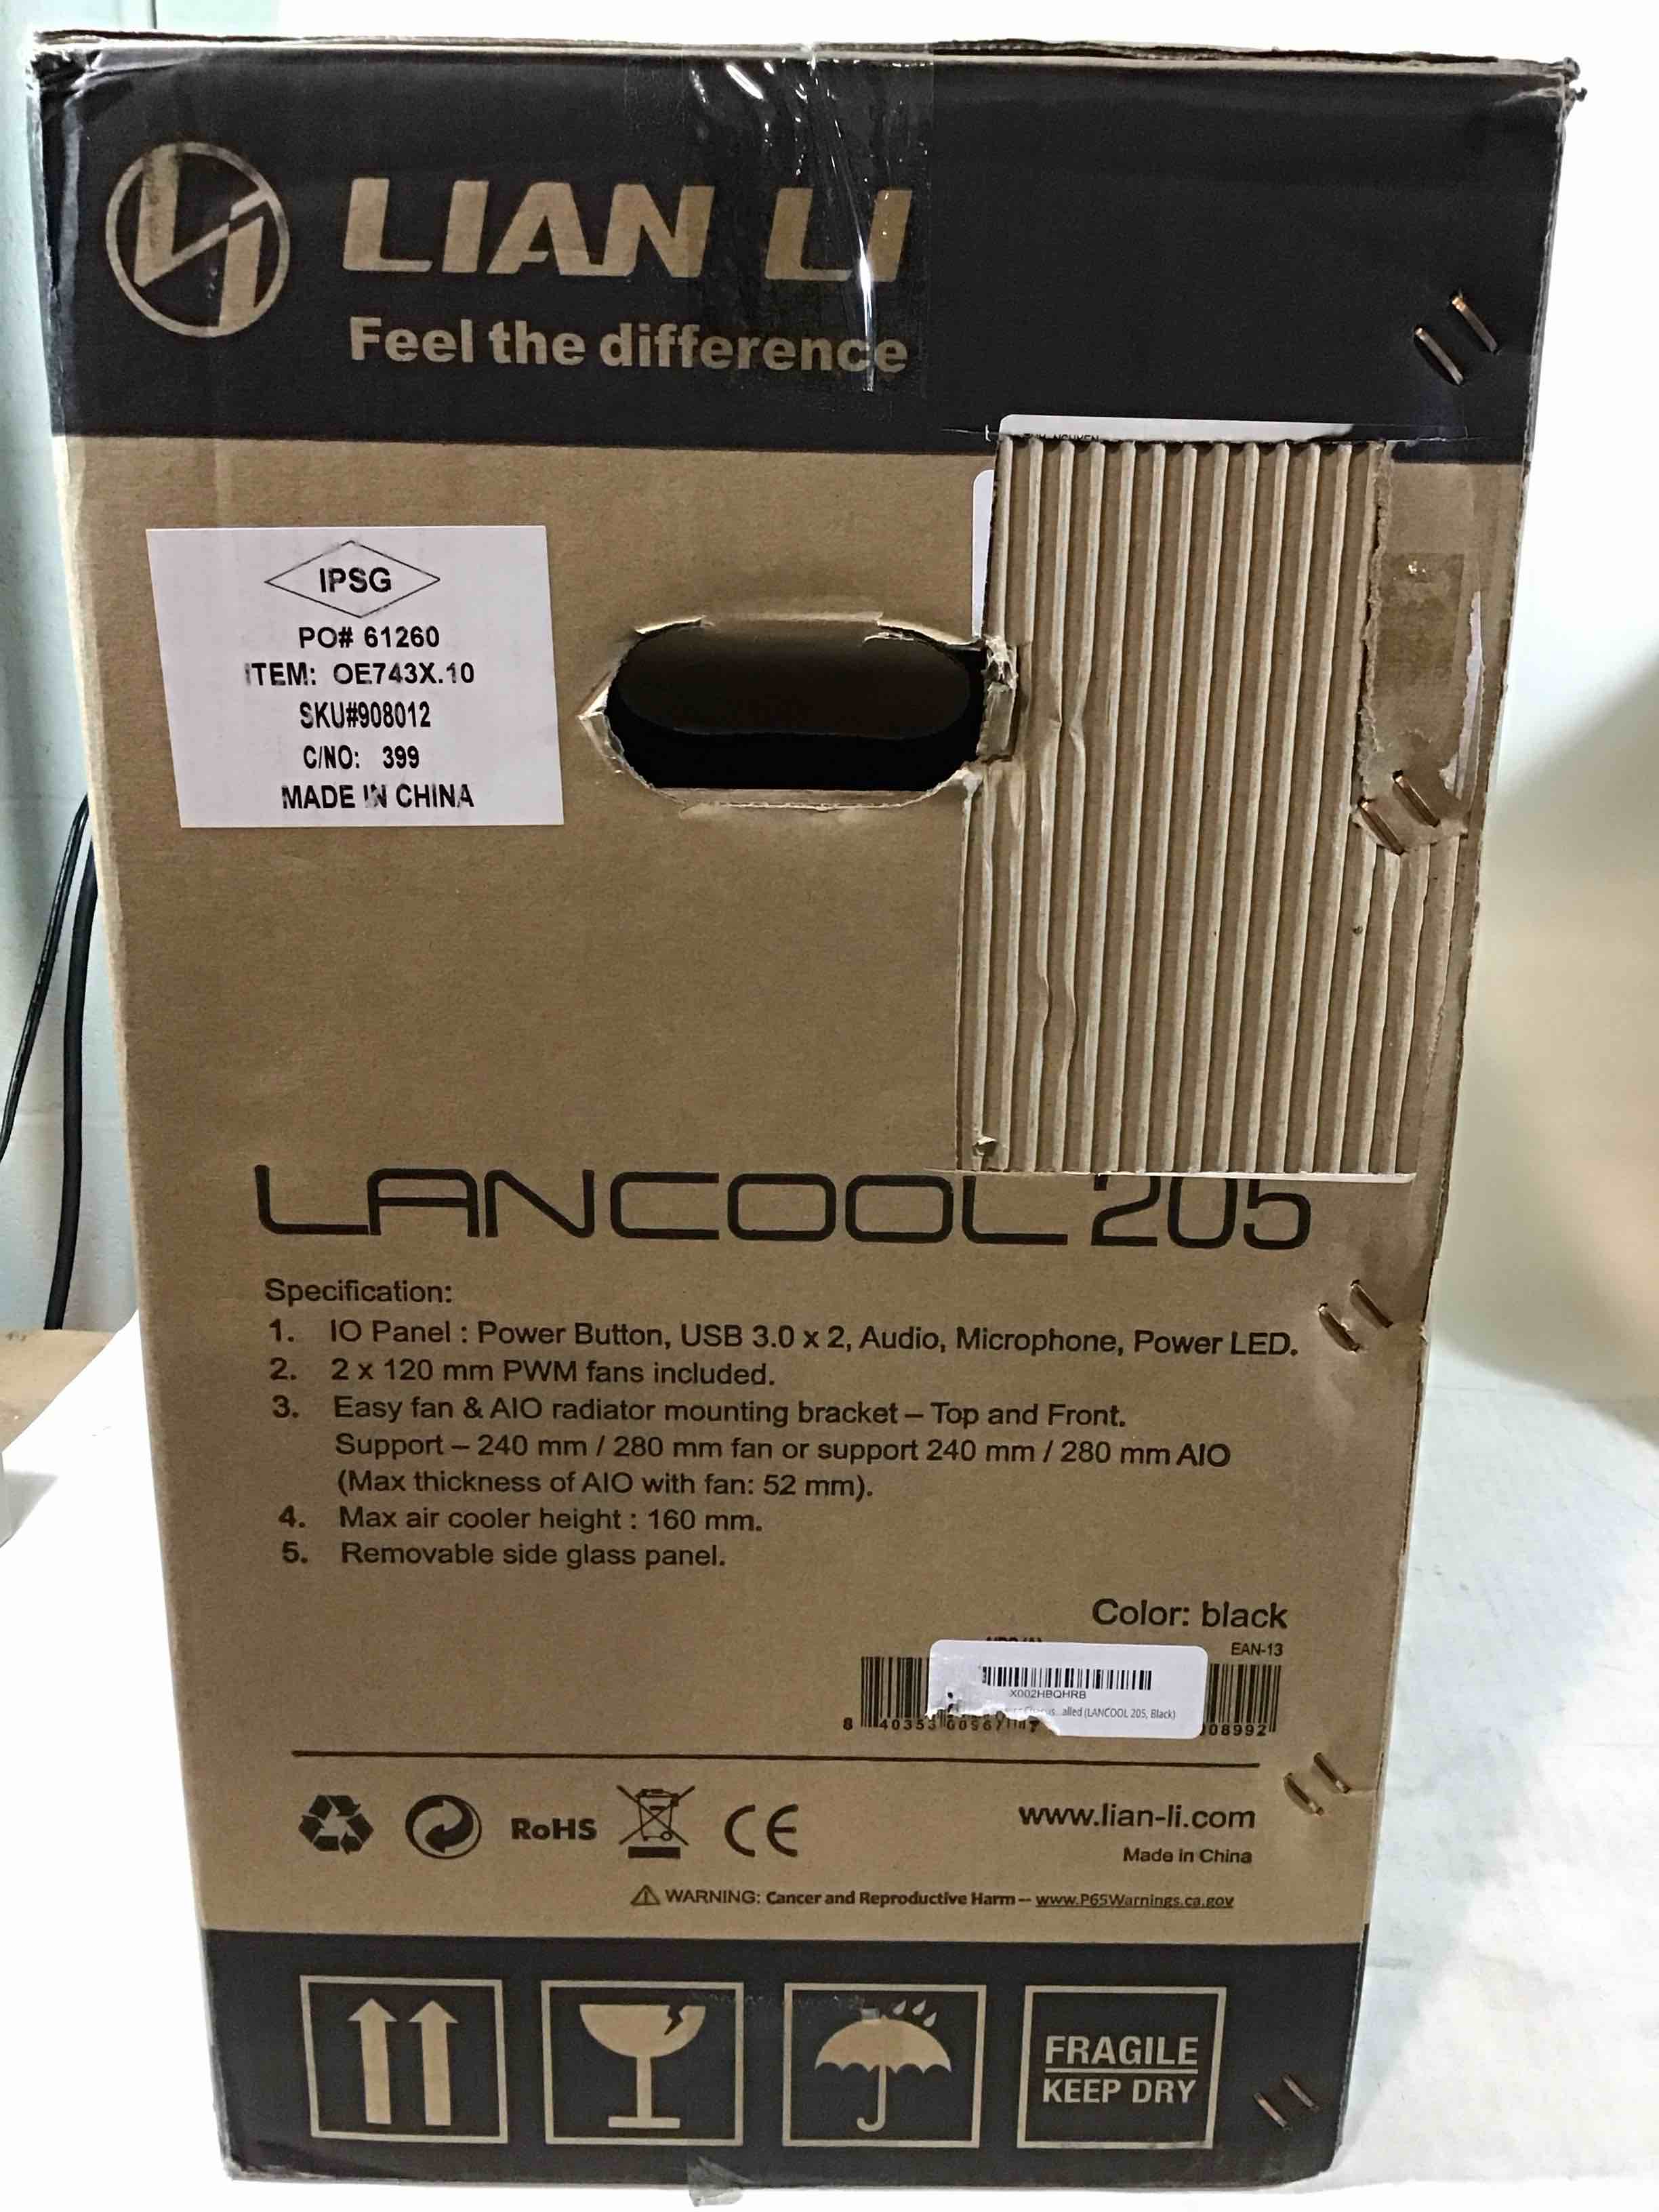 LIAN LI
Feel the difference
IPSG
PO# 61260
ITEM: OE743X.10
SKU#908012
C/NO: 399
MADE IN CHINA
LANCOOL 205
Specification:
1. IO Panel : Power Button, USB 3.0 x 2, Audio, Microphone, Power LED.
2. 2 x 120 mm PWM fans included.
3. Easy fan & AIO radiator mounting bracket – Top and Front.
Support – 240 mm / 280 mm fan or support 240 mm / 280 mm AIO
(Max thickness of AIO with fan: 52 mm).
4. Max air cooler height : 160 mm.
5. Removable side glass panel.
Color: black
EAN-13
X002HBQHRB
...alled (LANCOOL 205, Black)
8 40353
08992
RoHS
CE
www.lian-li.com
Made in China
WARNING: Cancer and Reproductive Harm -- www.P65Warnings.ca.gov
FRAGILE
KEEP DRY